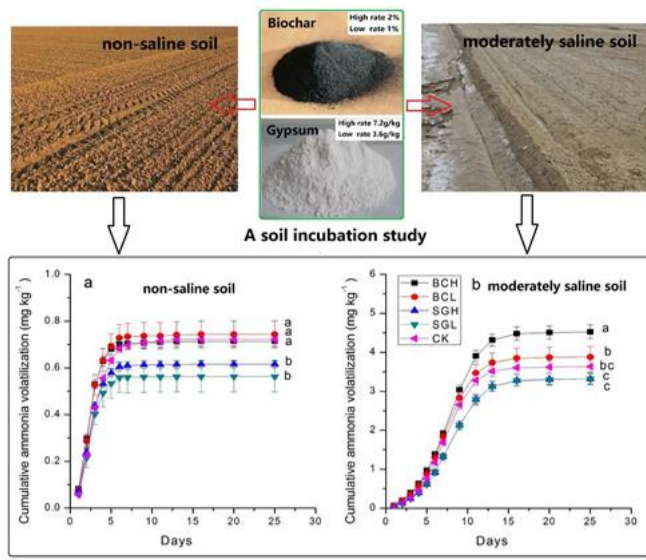 non-saline soil
Biochar
High rate 2%
Low rate 1%
moderately saline soil
Gypsum
High rate 7.2g/kg
Low rate 3.6g/kg
A soil incubation study
a
non-saline soil
Cumulative ammonia volatilization (mg kg⁻¹)
1.0
0.8
0.6
0.4
0.2
0.0
a
a
a
b
b
0 5 10 15 20 25 30
Days
b
moderately saline soil
BCH
BCL
SGH
SGL
CK
Cumulative ammonia volatilization (mg kg⁻¹)
6
5
4
3
2
1
0
a
b
bc
c
c
0 5 10 15 20 25 30
Days